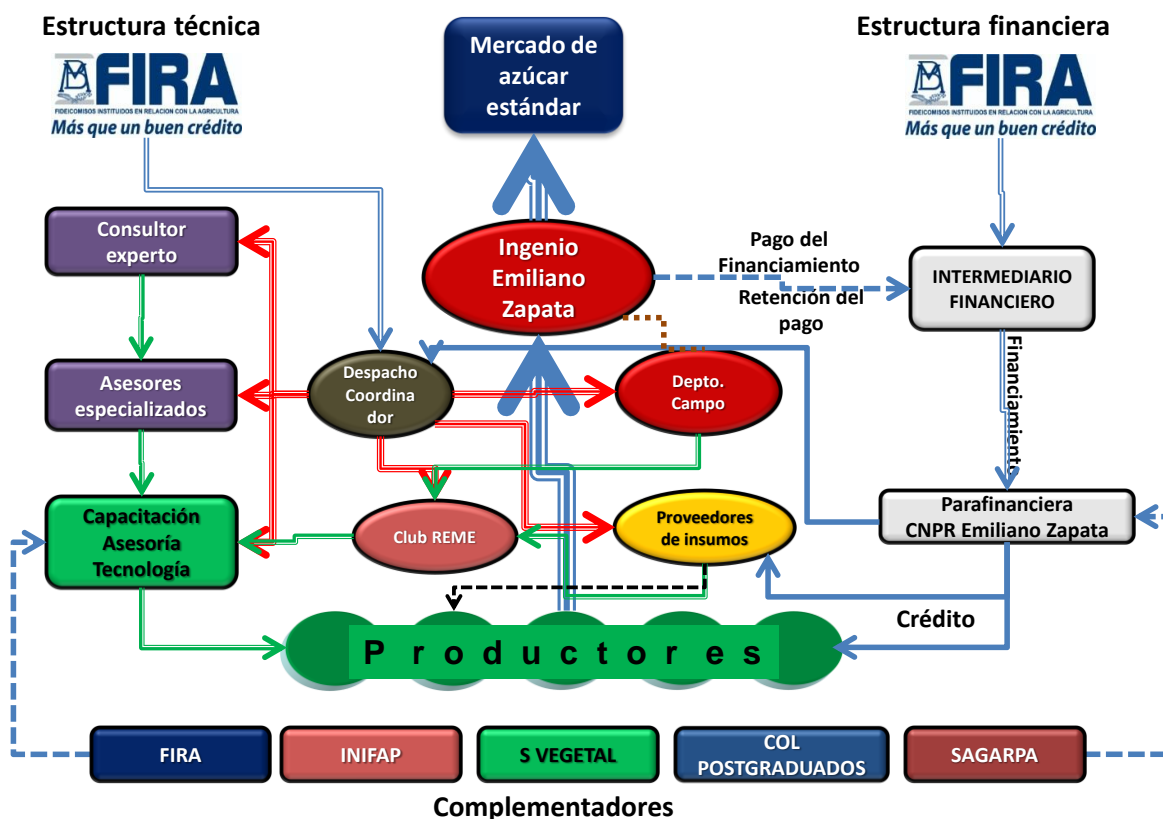 Estructura técnica
FIRA
FIDEICOMISOS INSTITUIDOS EN RELACION CON LA AGRICULTURA
Más que un buen crédito
Mercado de
azúcar
estándar
Estructura financiera
FIRA
FIDEICOMISOS INSTITUIDOS EN RELACION CON LA AGRICULTURA
Más que un buen crédito
Consultor
experto
Ingenio
Emiliano
Zapata
Pago del
Financiamiento
Retención del
pago
INTERMEDIARIO
FINANCIERO
Financiamiento
Asesores
especializados
Despacho
Coordina
dor
Depto.
Campo
Capacitación
Asesoría
Tecnología
Club REME
Proveedores
de insumos
Parafinanciera
CNPR Emiliano Zapata
Crédito
Productores
FIRA
INIFAP
S VEGETAL
COL
POSTGRADUADOS
SAGARPA
Complementadores